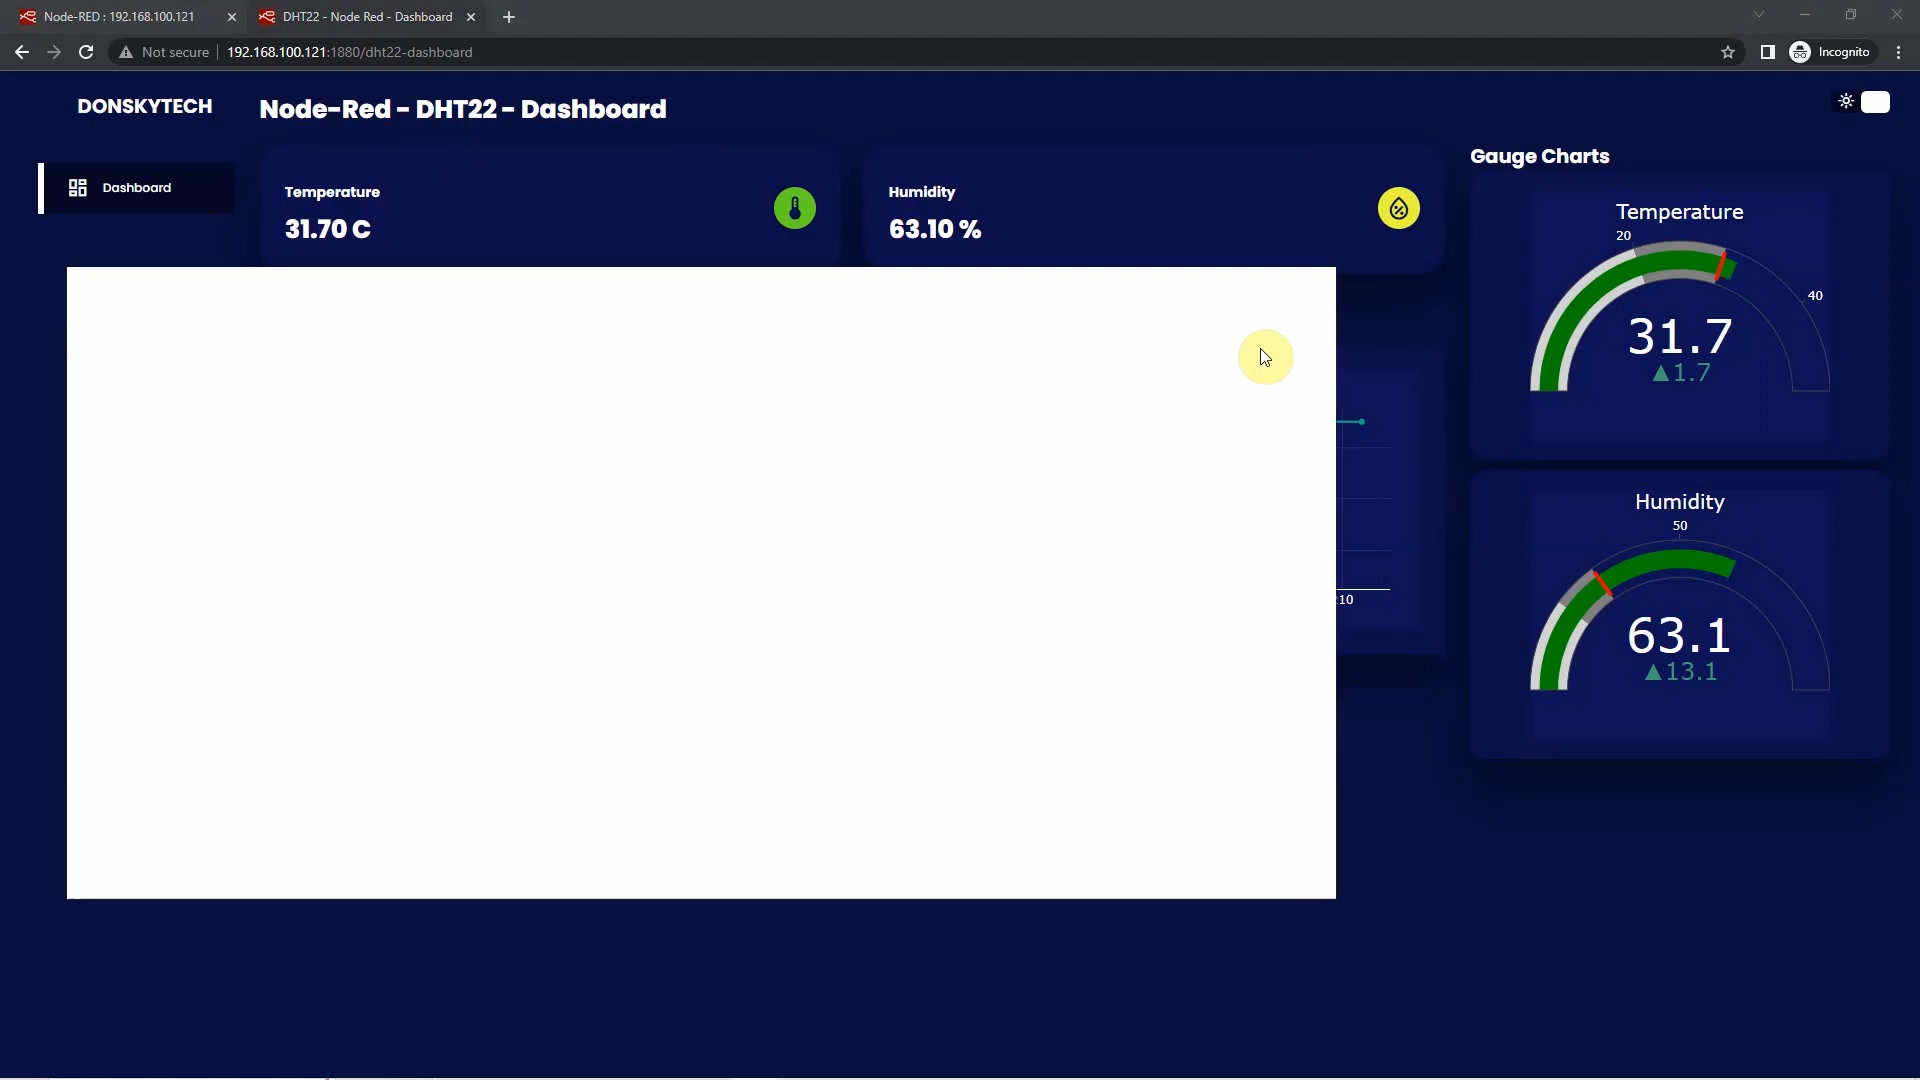 Node-RED : 192.168.100.121
DHT22 - Node Red - Dashboard
Not secure
192.168.100.121:1880/dht22-dashboard
Incognito
DONSKYTECH
Node-Red - DHT22 - Dashboard
Dashboard
Temperature
31.70 C
Humidity
63.10 %
Gauge Charts
Temperature
20
40
31.7
▲1.7
:10
Humidity
50
63.1
▲13.1